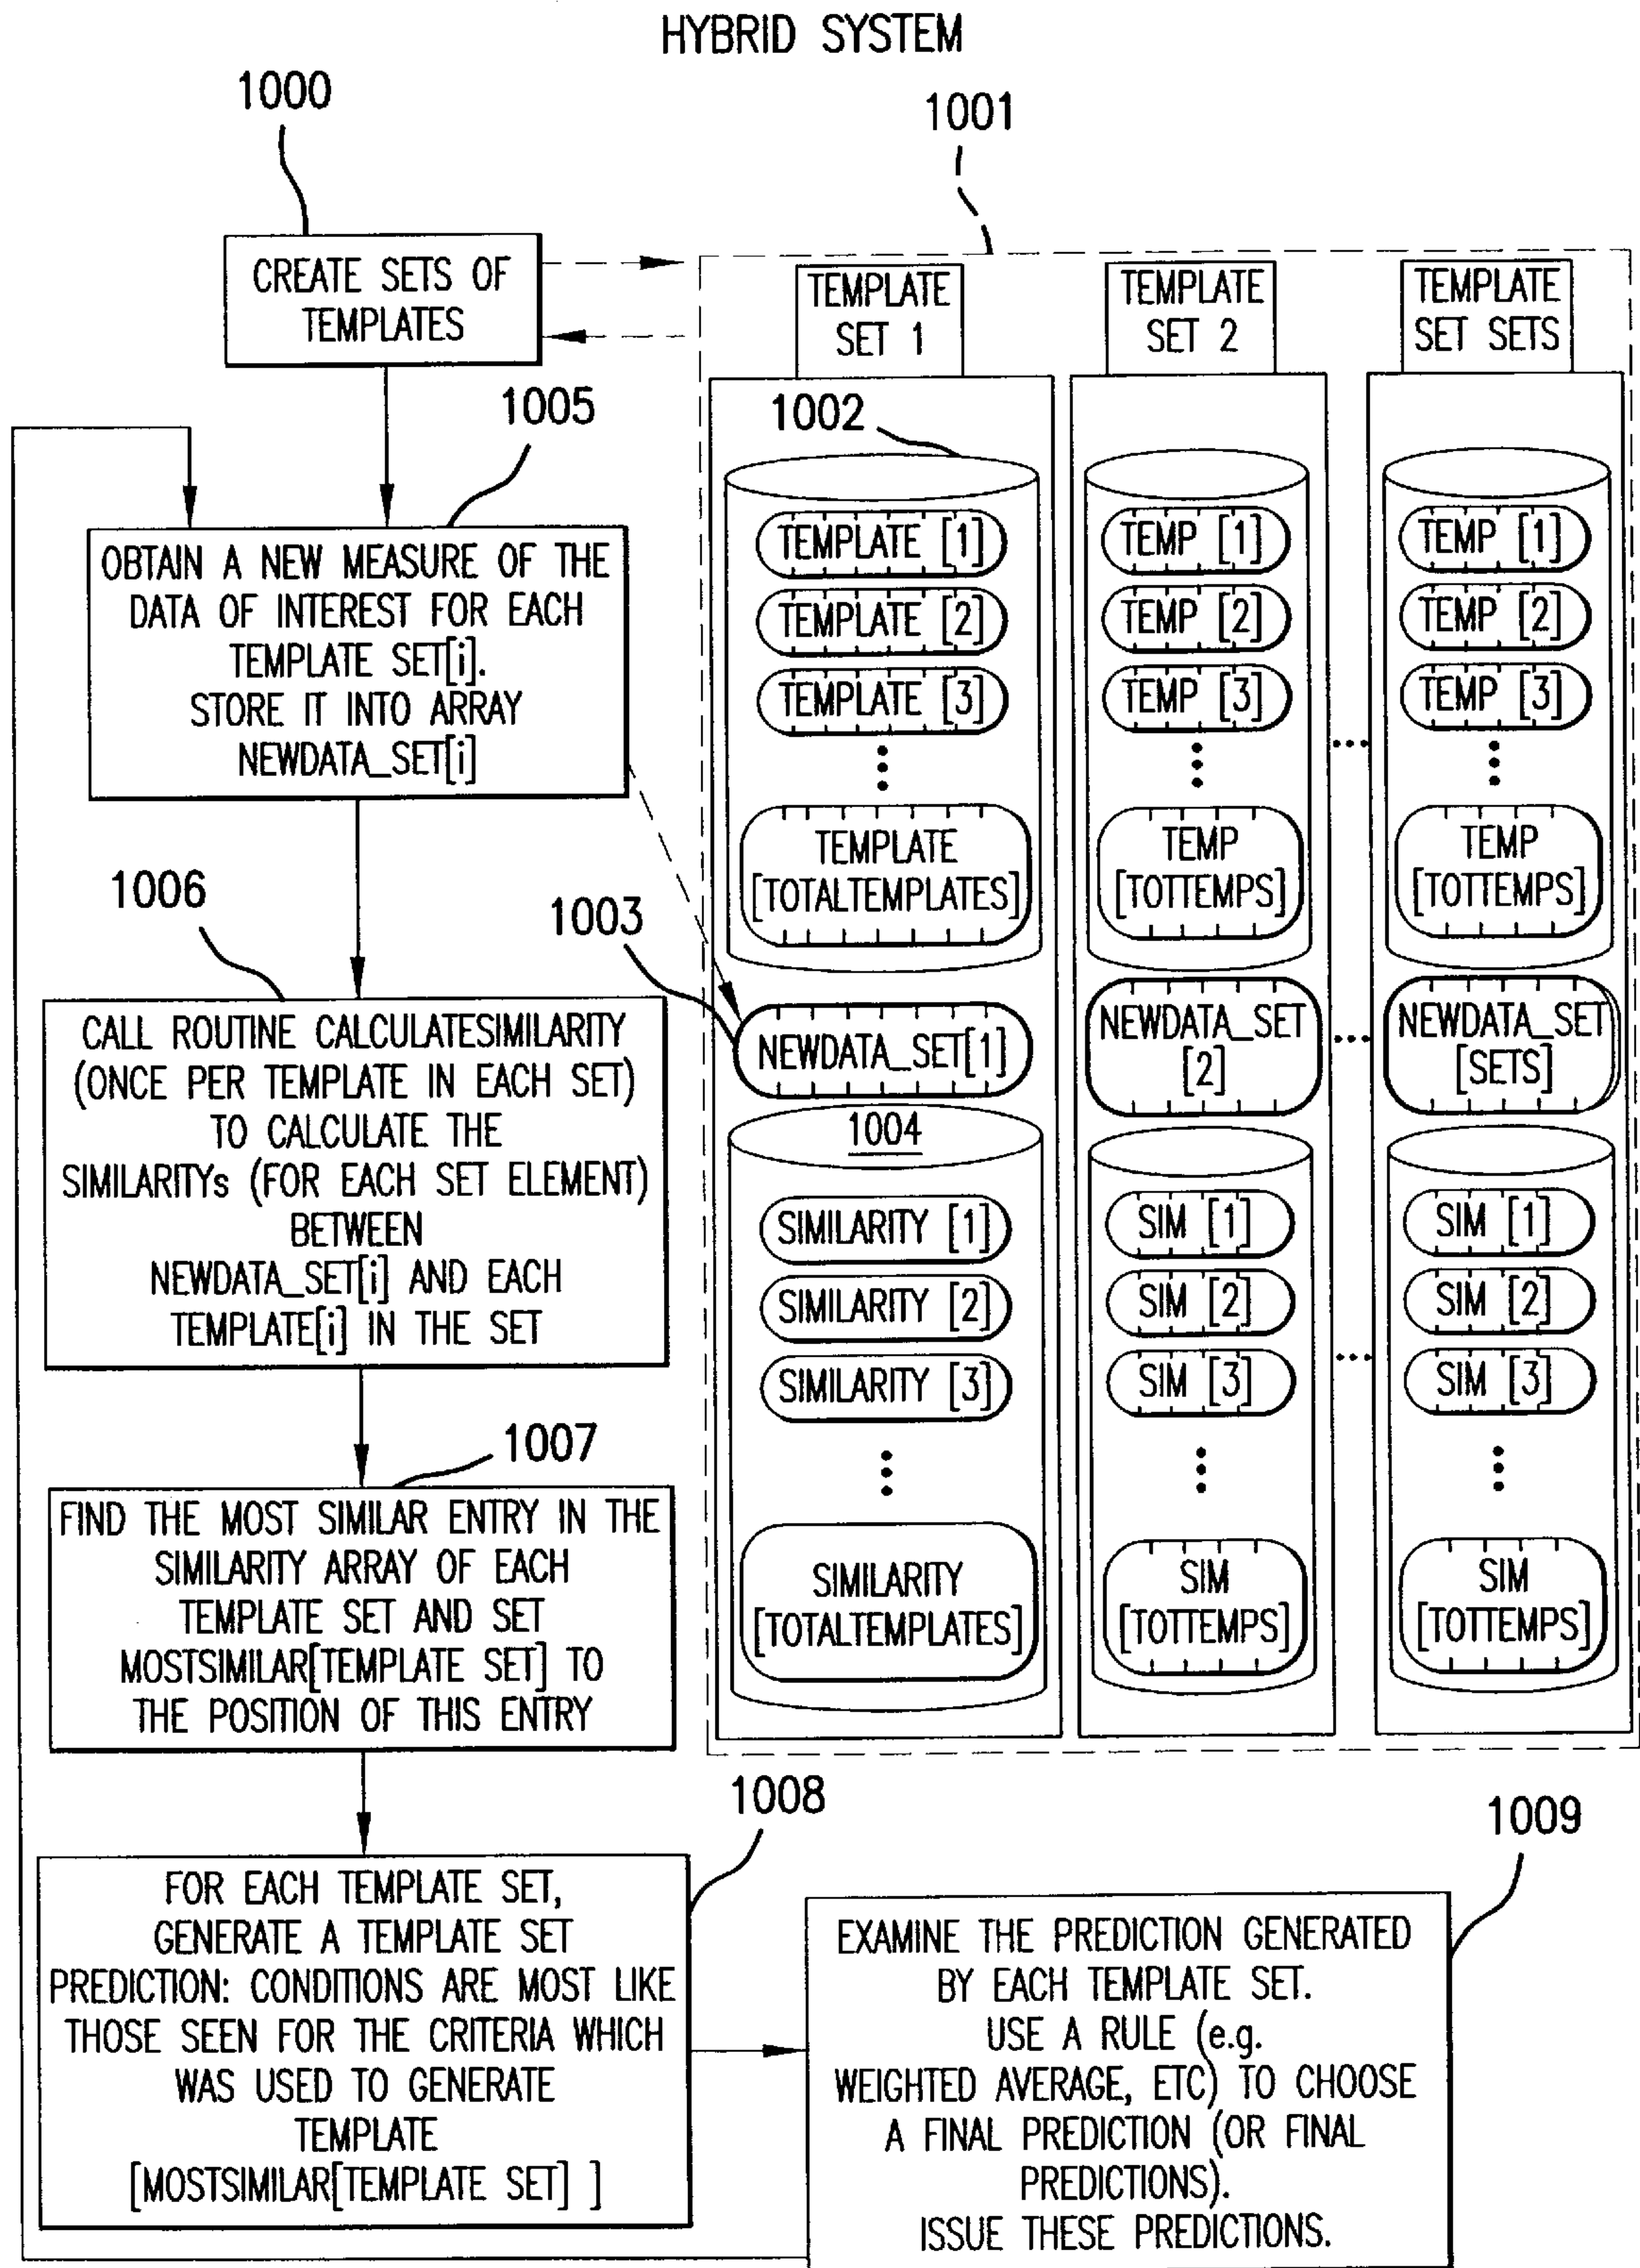 HYBRID SYSTEM
1000
1001
CREATE SETS OF
TEMPLATES
TEMPLATE
SET 1
TEMPLATE
SET 2
TEMPLATE
SET SETS
1005
OBTAIN A NEW MEASURE OF THE
DATA OF INTEREST FOR EACH
TEMPLATE SET[i].
STORE IT INTO ARRAY
NEWDATA_SET[i]
1002
TEMPLATE [1]
TEMPLATE [2]
TEMPLATE [3]
TEMPLATE
[TOTALTEMPLATES]
TEMP [1]
TEMP [2]
TEMP [3]
TEMP
[TOTTEMPS]
TEMP [1]
TEMP [2]
TEMP [3]
TEMP
[TOTTEMPS]
1006
1003
CALL ROUTINE CALCULATESIMILARITY
(ONCE PER TEMPLATE IN EACH SET)
TO CALCULATE THE
SIMILARITYs (FOR EACH SET ELEMENT)
BETWEEN
NEWDATA_SET[i] AND EACH
TEMPLATE[i] IN THE SET
NEWDATA_SET[1]
NEWDATA_SET
[2]
NEWDATA_SET
[SETS]
1004
SIMILARITY [1]
SIMILARITY [2]
SIMILARITY [3]
SIMILARITY
[TOTALTEMPLATES]
SIM [1]
SIM [2]
SIM [3]
SIM
[TOTTEMPS]
SIM [1]
SIM [2]
SIM [3]
SIM
[TOTTEMPS]
1007
FIND THE MOST SIMILAR ENTRY IN THE
SIMILARITY ARRAY OF EACH
TEMPLATE SET AND SET
MOSTSIMILAR[TEMPLATE SET] TO
THE POSITION OF THIS ENTRY
1008
FOR EACH TEMPLATE SET,
GENERATE A TEMPLATE SET
PREDICTION: CONDITIONS ARE MOST LIKE
THOSE SEEN FOR THE CRITERIA WHICH
WAS USED TO GENERATE
TEMPLATE
[MOSTSIMILAR[TEMPLATE SET] ]
1009
EXAMINE THE PREDICTION GENERATED
BY EACH TEMPLATE SET.
USE A RULE (e.g.
WEIGHTED AVERAGE, ETC) TO CHOOSE
A FINAL PREDICTION (OR FINAL
PREDICTIONS).
ISSUE THESE PREDICTIONS.